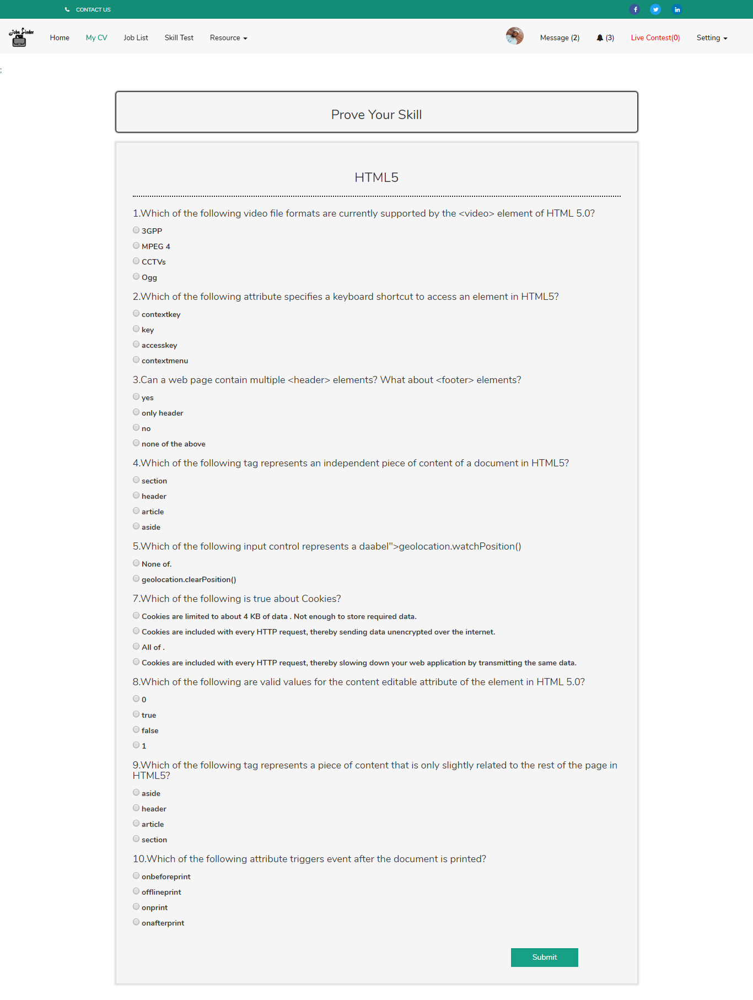 CONTACT US
Jobs Finder
Home
My CV
Job List
Skill Test
Resource
Message (2)
(3)
Live Contest(0)
Setting
;
Prove Your Skill
HTML5
1.Which of the following video file formats are currently supported by the <video> element of HTML 5.0?
3GPP
MPEG 4
CCTVs
Ogg
2.Which of the following attribute specifies a keyboard shortcut to access an element in HTML5?
contextkey
key
accesskey
contextmenu
3.Can a web page contain multiple <header> elements? What about <footer> elements?
yes
only header
no
none of the above
4.Which of the following tag represents an independent piece of content of a document in HTML5?
section
header
article
aside
5.Which of the following input control represents a daabel">geolocation.watchPosition()
None of.
geolocation.clearPosition()
7.Which of the following is true about Cookies?
Cookies are limited to about 4 KB of data . Not enough to store required data.
Cookies are included with every HTTP request, thereby sending data unencrypted over the internet.
All of .
Cookies are included with every HTTP request, thereby slowing down your web application by transmitting the same data.
8.Which of the following are valid values for the content editable attribute of the element in HTML 5.0?
0
true
false
1
9.Which of the following tag represents a piece of content that is only slightly related to the rest of the page in
HTML5?
aside
header
article
section
10.Which of the following attribute triggers event after the document is printed?
onbeforeprint
offlineprint
onprint
onafterprint
Submit